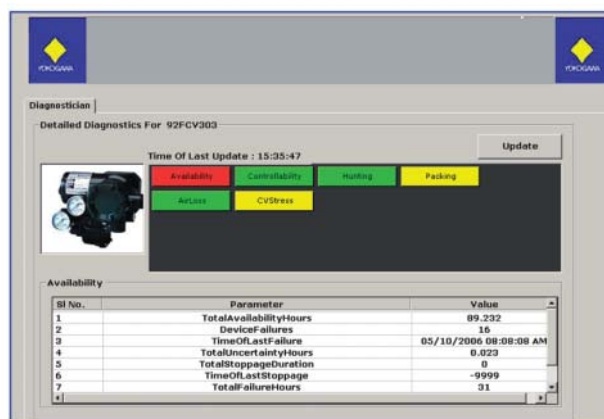 YOKOGAWA YOKOGAWA
Diagnostician
Detailed Diagnostics For 92FCV303
Update
Time Of Last Update : 15:35:47
Availability Controllability Hunting Packing
AirLoss CVStress
Availability
Sl No. Parameter Value
1 TotalAvailabilityHours 89.232
2 DeviceFailures 16
3 TimeOfLastFailure 05/10/2006 08:08:08 AM
4 TotalUncertaintyHours 0.023
5 TotalStoppageDuration 0
6 TimeOfLastStoppage -9999
7 TotalFailureHours 31